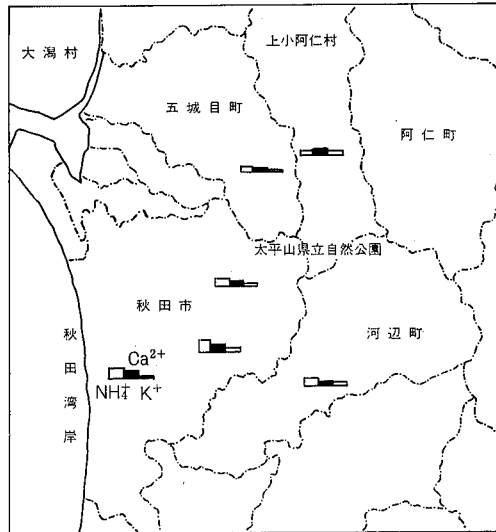 上小阿仁村
大潟村
五城目町
阿仁町
太平山県立自然公園
秋田市
河辺町
秋田湾岸
Ca²⁺
NH₄⁺ K⁺